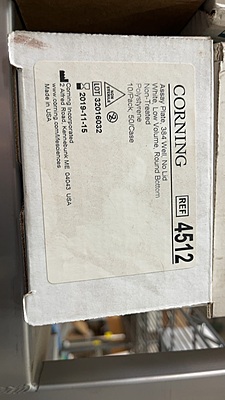 CORNING
REF 4512
Assay Plate, 384 Well, No Lid
White, Low Volume, Round Bottom
Non-Treated
Polystyrene
10/Pack, 50/Case
NON STERILE
LOT 32016032
2019-11-15
Corning Incorporated
2 Alfred Road, Kennebunk ME 04043 USA
www.corning.com/lifesciences
Made in USA